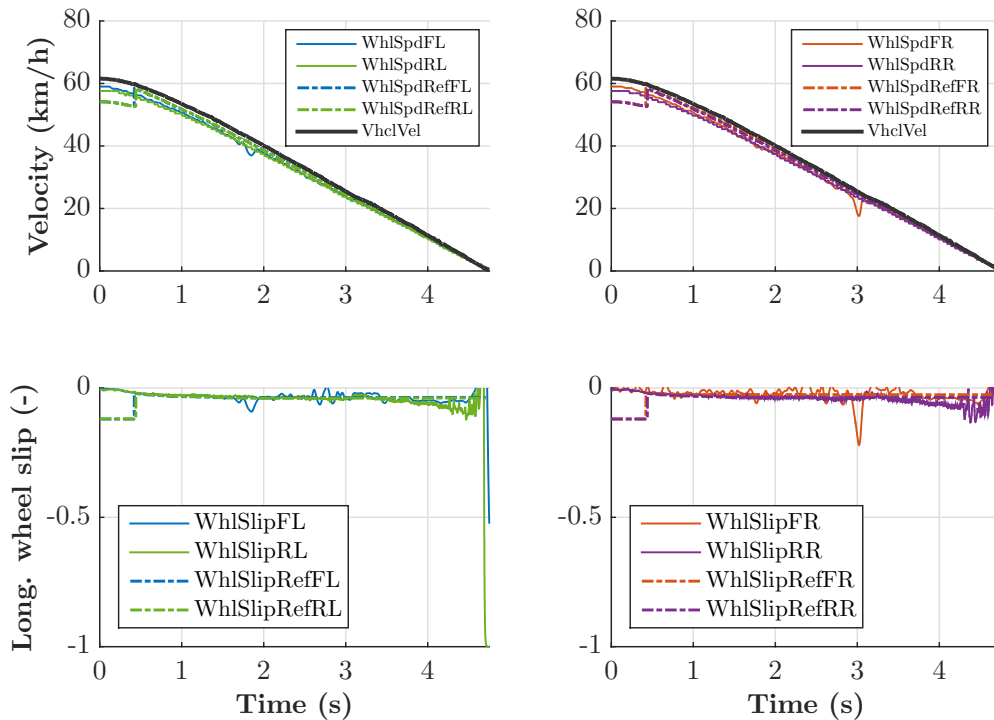 80
60
40
20
0
Velocity (km/h)
WhlSpdFL
WhlSpdRL
WhlSpdRefFL
WhlSpdRefRL
VhclVel
0 1 2 3 4
80
60
40
20
0
WhlSpdFR
WhlSpdRR
WhlSpdRefFR
WhlSpdRefRR
VhclVel
0 1 2 3 4
0
-0.5
-1
Long. wheel slip (-)
WhlSlipFL
WhlSlipRL
WhlSlipRefFL
WhlSlipRefRL
0 1 2 3 4
Time (s)
0
-0.5
-1
WhlSlipFR
WhlSlipRR
WhlSlipRefFR
WhlSlipRefRR
0 1 2 3 4
Time (s)